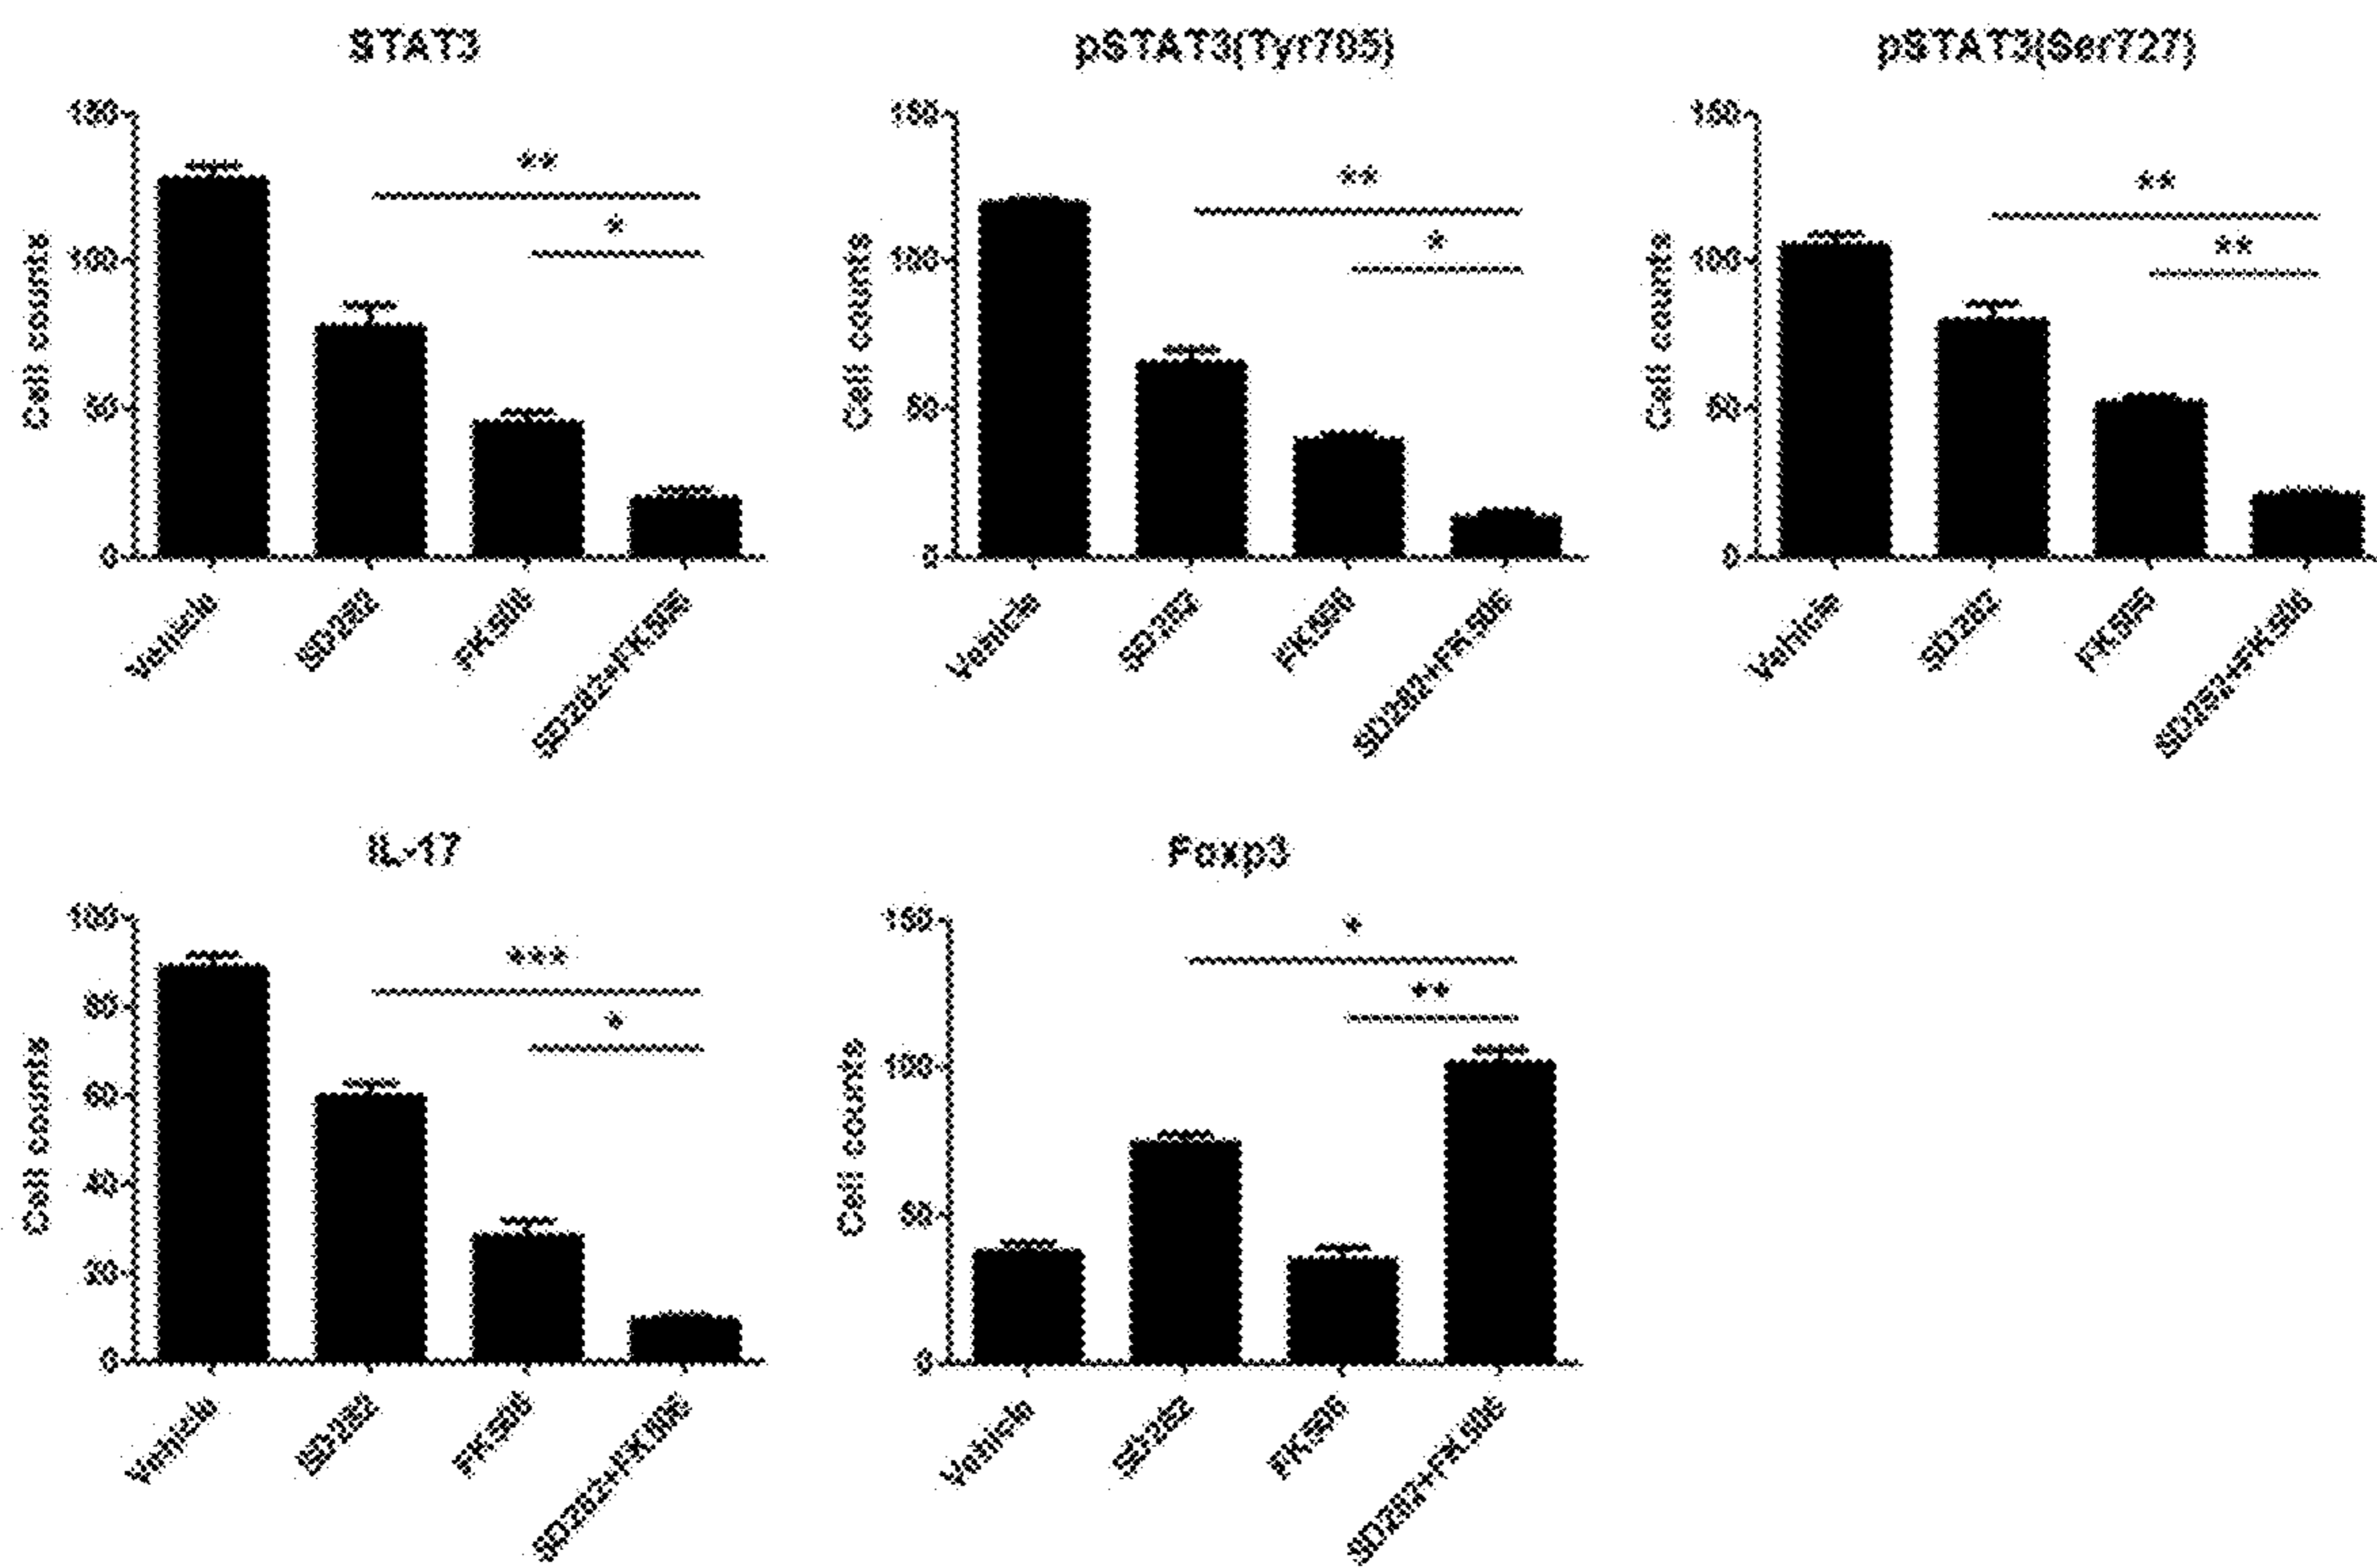 STAT3
150
100
50
0
Cell counts
**
*
Vehicle
SD282
FK506
SD282+FK506
pSTAT3(Tyr705)
150
100
50
0
Cell counts
**
*
Vehicle
SD282
FK506
SD282+FK506
pSTAT3(Ser727)
150
100
50
0
Cell counts
**
**
Vehicle
SD282
FK506
SD282+FK506
IL-17
100
80
60
40
20
0
Cell counts
***
*
Vehicle
SD282
FK506
SD282+FK506
Foxp3
150
100
50
0
Cell counts
*
**
Vehicle
SD282
FK506
SD282+FK506